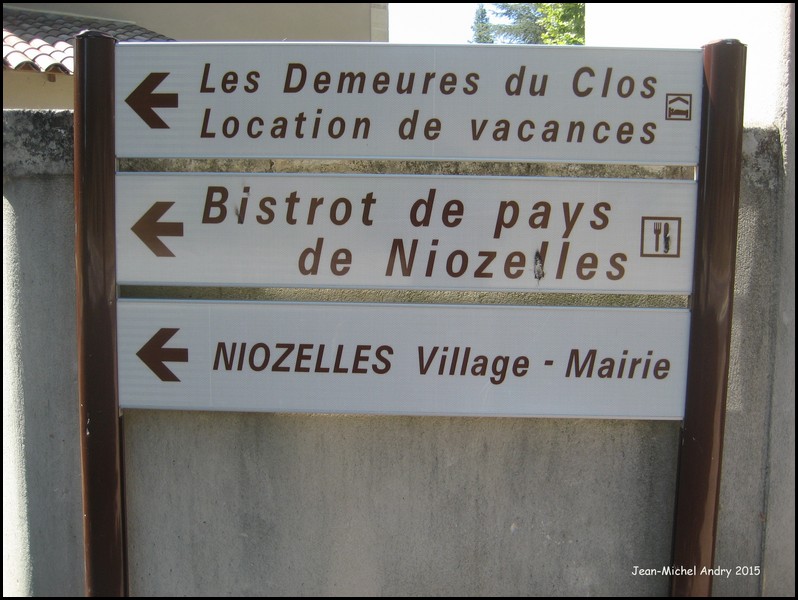 Les Demeures du Clos
Location de vacances
Bistrot de pays
de Niozelles
NIOZELLES Village - Mairie
Jean-Michel Andry 2015